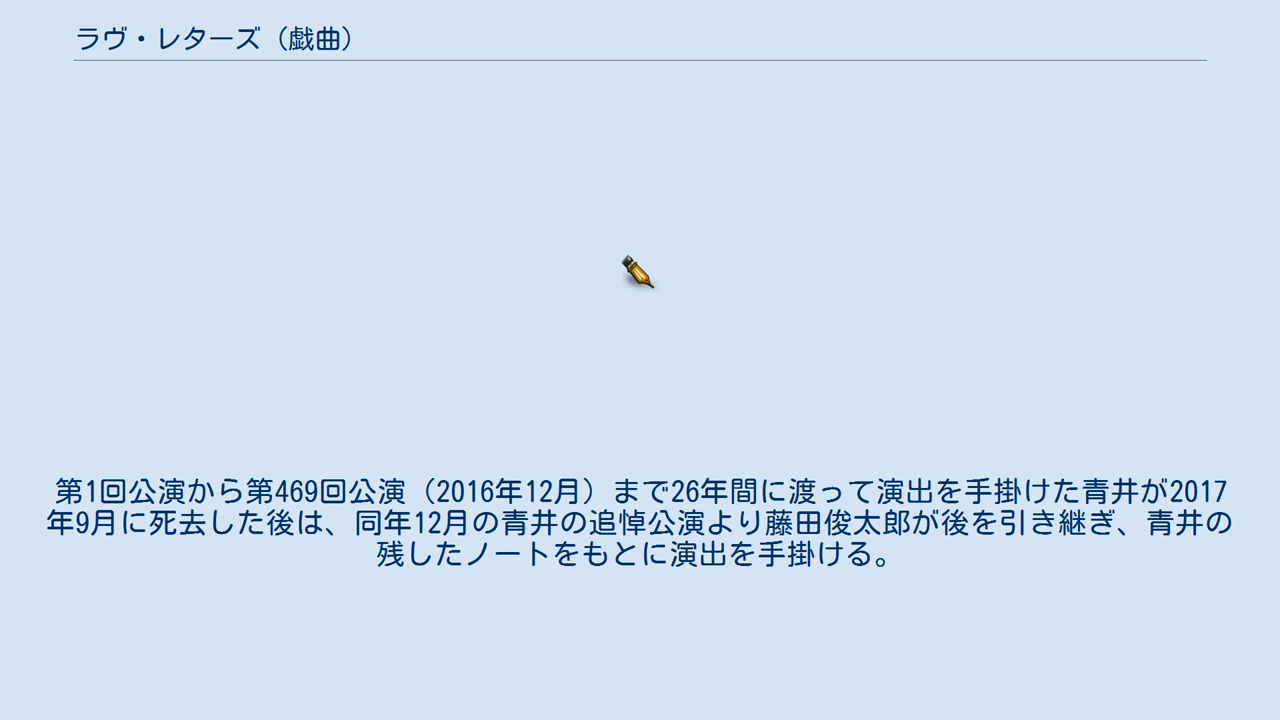 ラヴ・レターズ（戯曲）
第1回公演から第469回公演（2016年12月）まで26年間に渡って演出を手掛けた青井が2017
年9月に死去した後は、同年12月の青井の追悼公演より藤田俊太郎が後を引き継ぎ、青井の
残したノートをもとに演出を手掛ける。